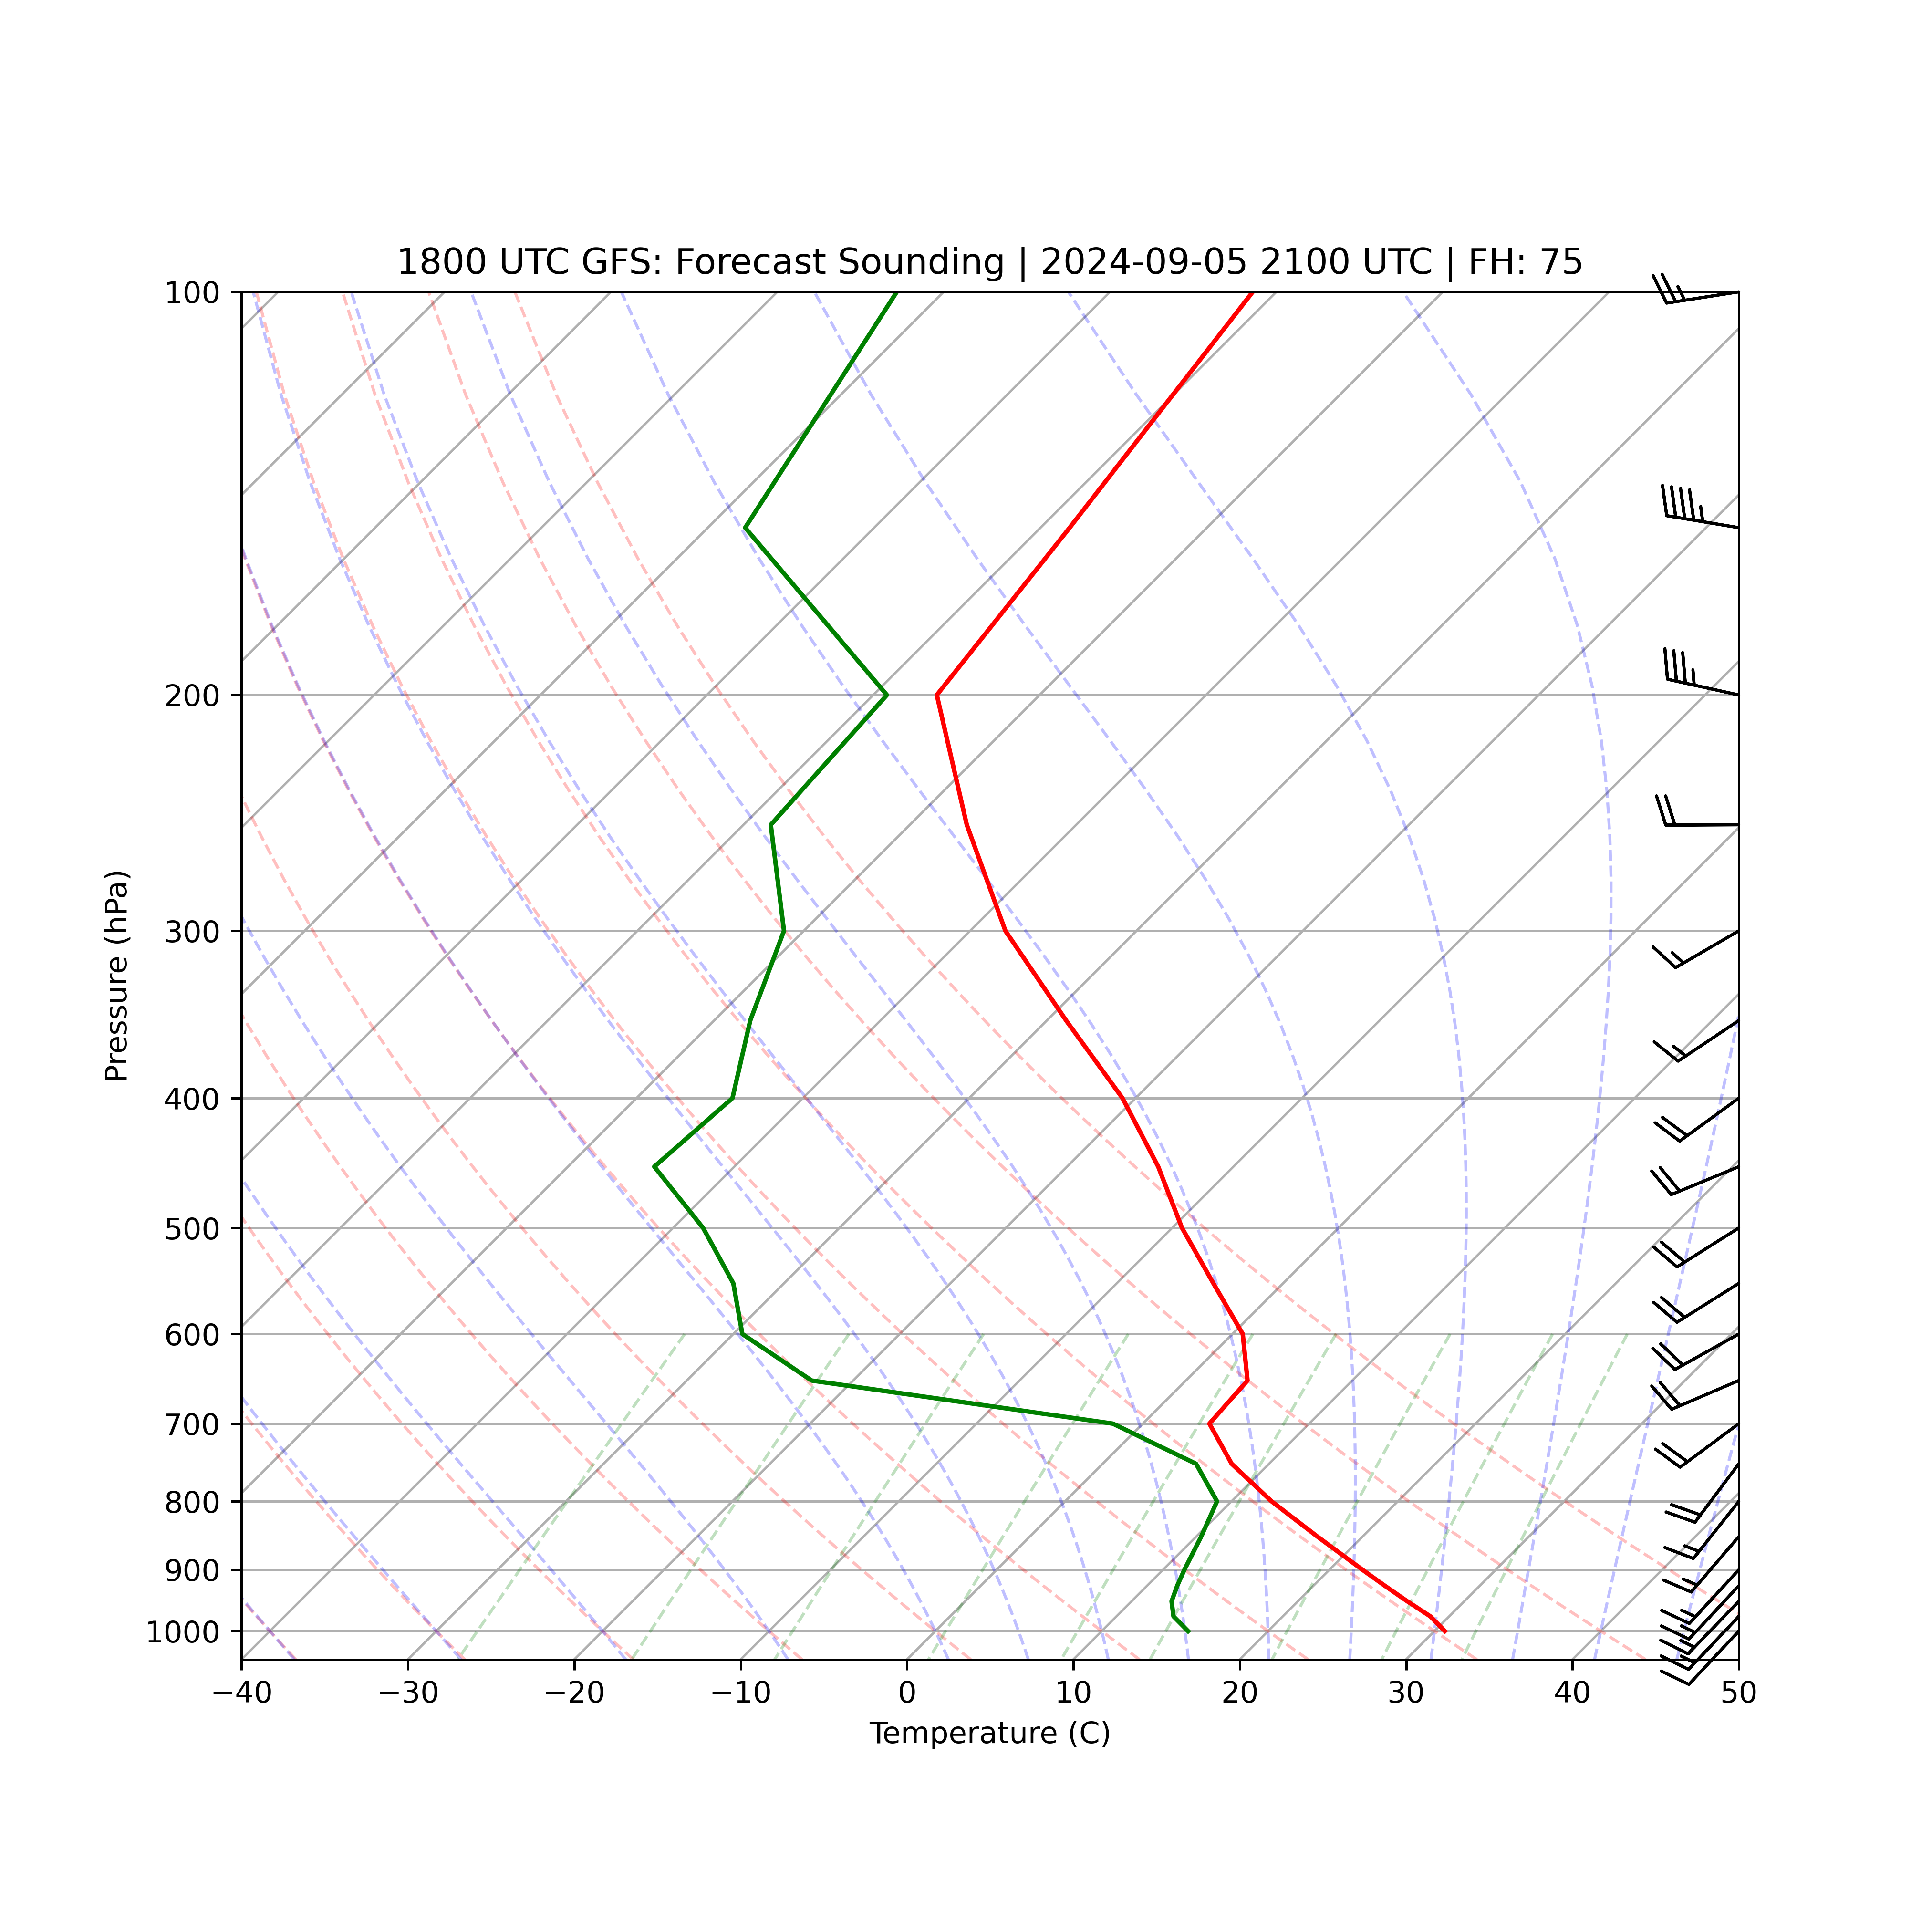 1800 UTC GFS: Forecast Sounding | 2024-09-05 2100 UTC | FH: 75
100
200
300
400
500
600
700
800
900
1000
Pressure (hPa)
−40 −30 −20 −10 0 10 20 30 40 50
Temperature (C)